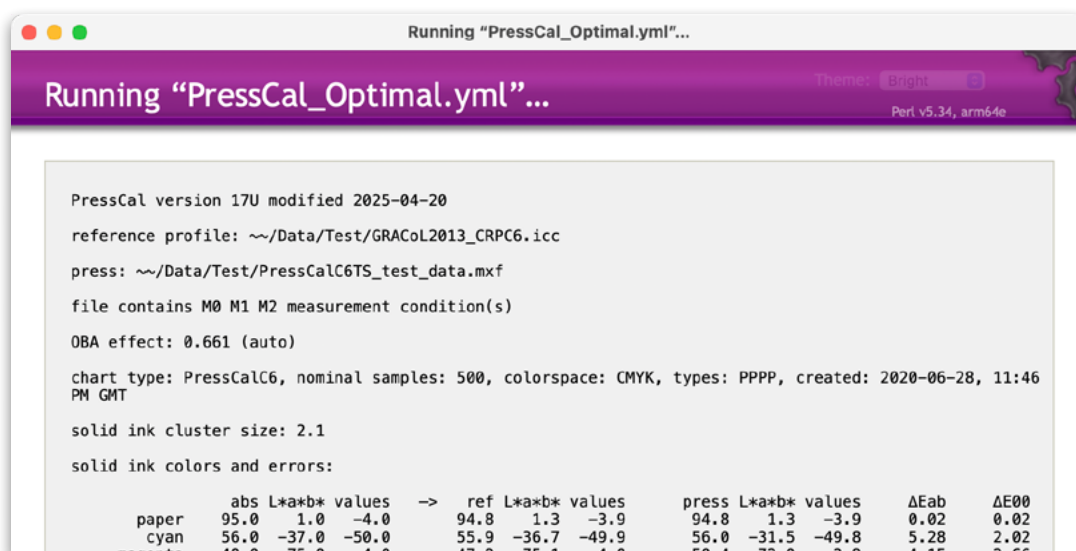 Running “PressCal_Optimal.yml”...
Theme: Bright
Running “PressCal_Optimal.yml”...
Perl v5.34, arm64e
PressCal version 17U modified 2025-04-20
reference profile: ~~/Data/Test/GRACoL2013_CRPC6.icc
press: ~~/Data/Test/PressCalC6TS_test_data.mxf
file contains M0 M1 M2 measurement condition(s)
OBA effect: 0.661 (auto)
chart type: PressCalC6, nominal samples: 500, colorspace: CMYK, types: PPPP, created: 2020-06-28, 11:46
PM GMT
solid ink cluster size: 2.1
solid ink colors and errors:
abs L*a*b* values –> ref L*a*b* values press L*a*b* values ΔEab ΔE00
paper 95.0 1.0 -4.0 94.8 1.3 -3.9 94.8 1.3 -3.9 0.02 0.02
cyan 56.0 -37.0 -50.0 55.9 -36.7 -49.9 56.0 -31.5 -49.8 5.28 2.02